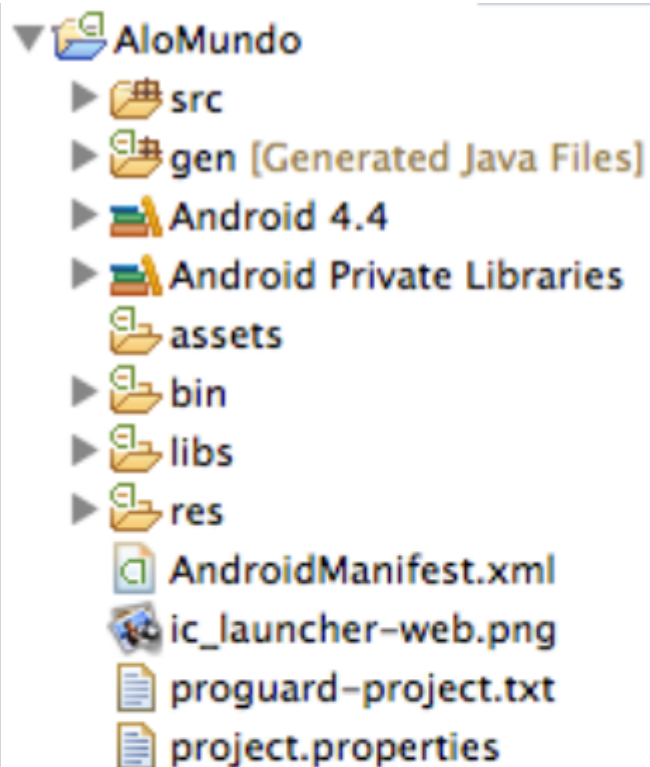 AloMundo
src
gen [Generated Java Files]
Android 4.4
Android Private Libraries
assets
bin
libs
res
AndroidManifest.xml
ic_launcher-web.png
proguard-project.txt
project.properties